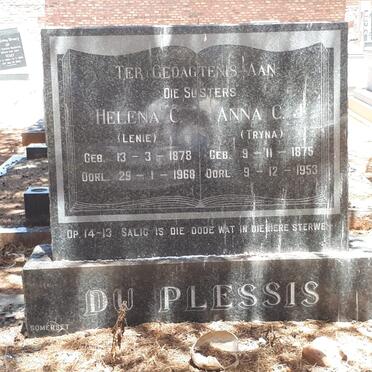 TER GEDAGTENIS AAN
DIE SUSTERS
HELENA C. ANNA C. J.
(LENIE) (TRYNA)
GEB. 13-3-1878 GEB. 9-11-1875
OORL. 29-1-1968 OORL. 9-12-1953
OP. 14-13 SALIG IS DIE DODE WAT IN DIE HERE STERWE
DU PLESSIS
SOMERSET